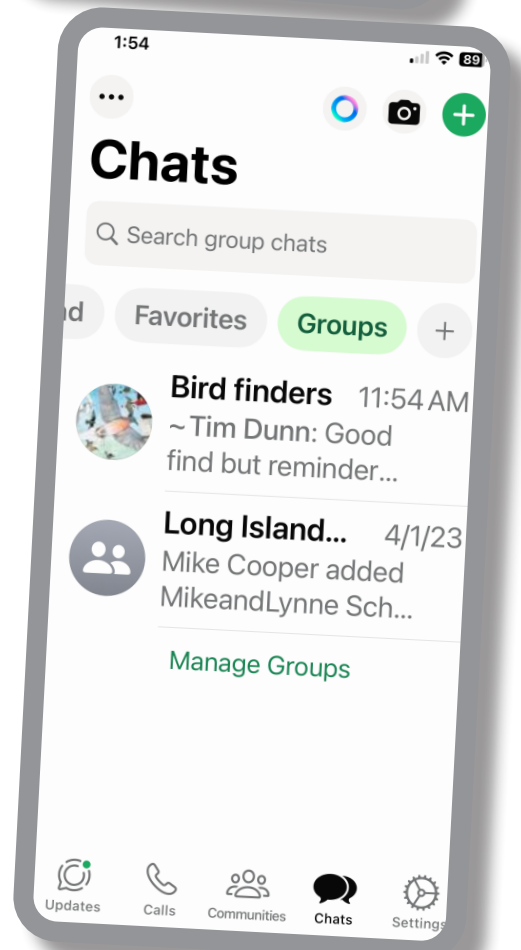 1:54
89
Chats
Search group chats
nd
Favorites
Groups
+
Bird finders
11:54 AM
~ Tim Dunn: Good
find but reminder...
Long Island...
4/1/23
Mike Cooper added
MikeandLynne Sch...
Manage Groups
Updates
Calls
Communities
Chats
Settings